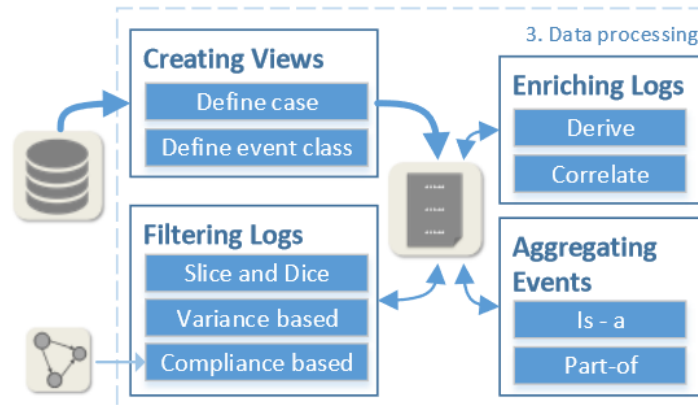 3. Data processing
Creating Views
Define case
Define event class
Enriching Logs
Derive
Correlate
Filtering Logs
Slice and Dice
Variance based
Compliance based
Aggregating
Events
Is - a
Part-of